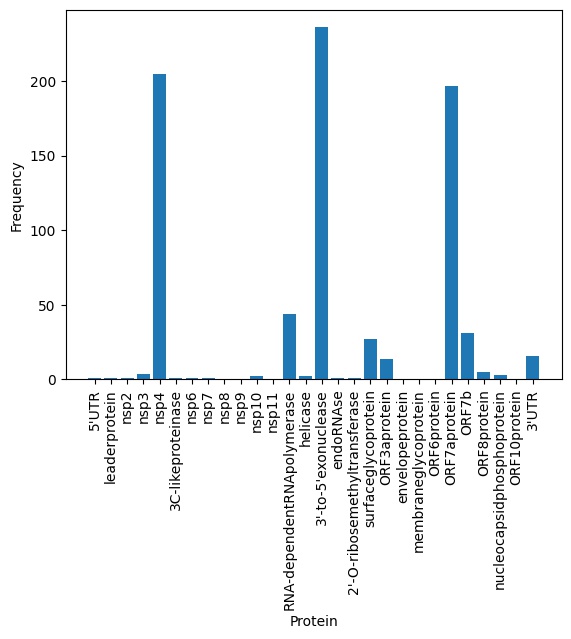 Frequency
200
150
100
50
0
5'UTR
leaderprotein
nsp2
nsp3
nsp4
3C-likeproteinase
nsp6
nsp7
nsp8
nsp9
nsp10
nsp11
RNA-dependentRNApolymerase
helicase
3'-to-5'exonuclease
endoRNAse
2'-O-ribosemethyltransferase
surfaceglycoprotein
ORF3aprotein
envelopeprotein
membraneglycoprotein
ORF6protein
ORF7aprotein
ORF7b
ORF8protein
nucleocapsidphosphoprotein
ORF10protein
3'UTR
Protein